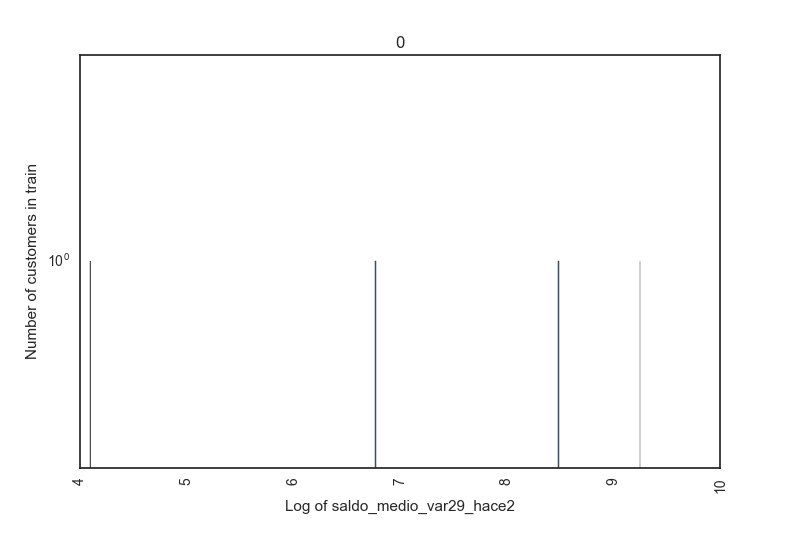 0
Number of customers in train
10^0
4 5 6 7 8 9 10
Log of saldo_medio_var29_hace2